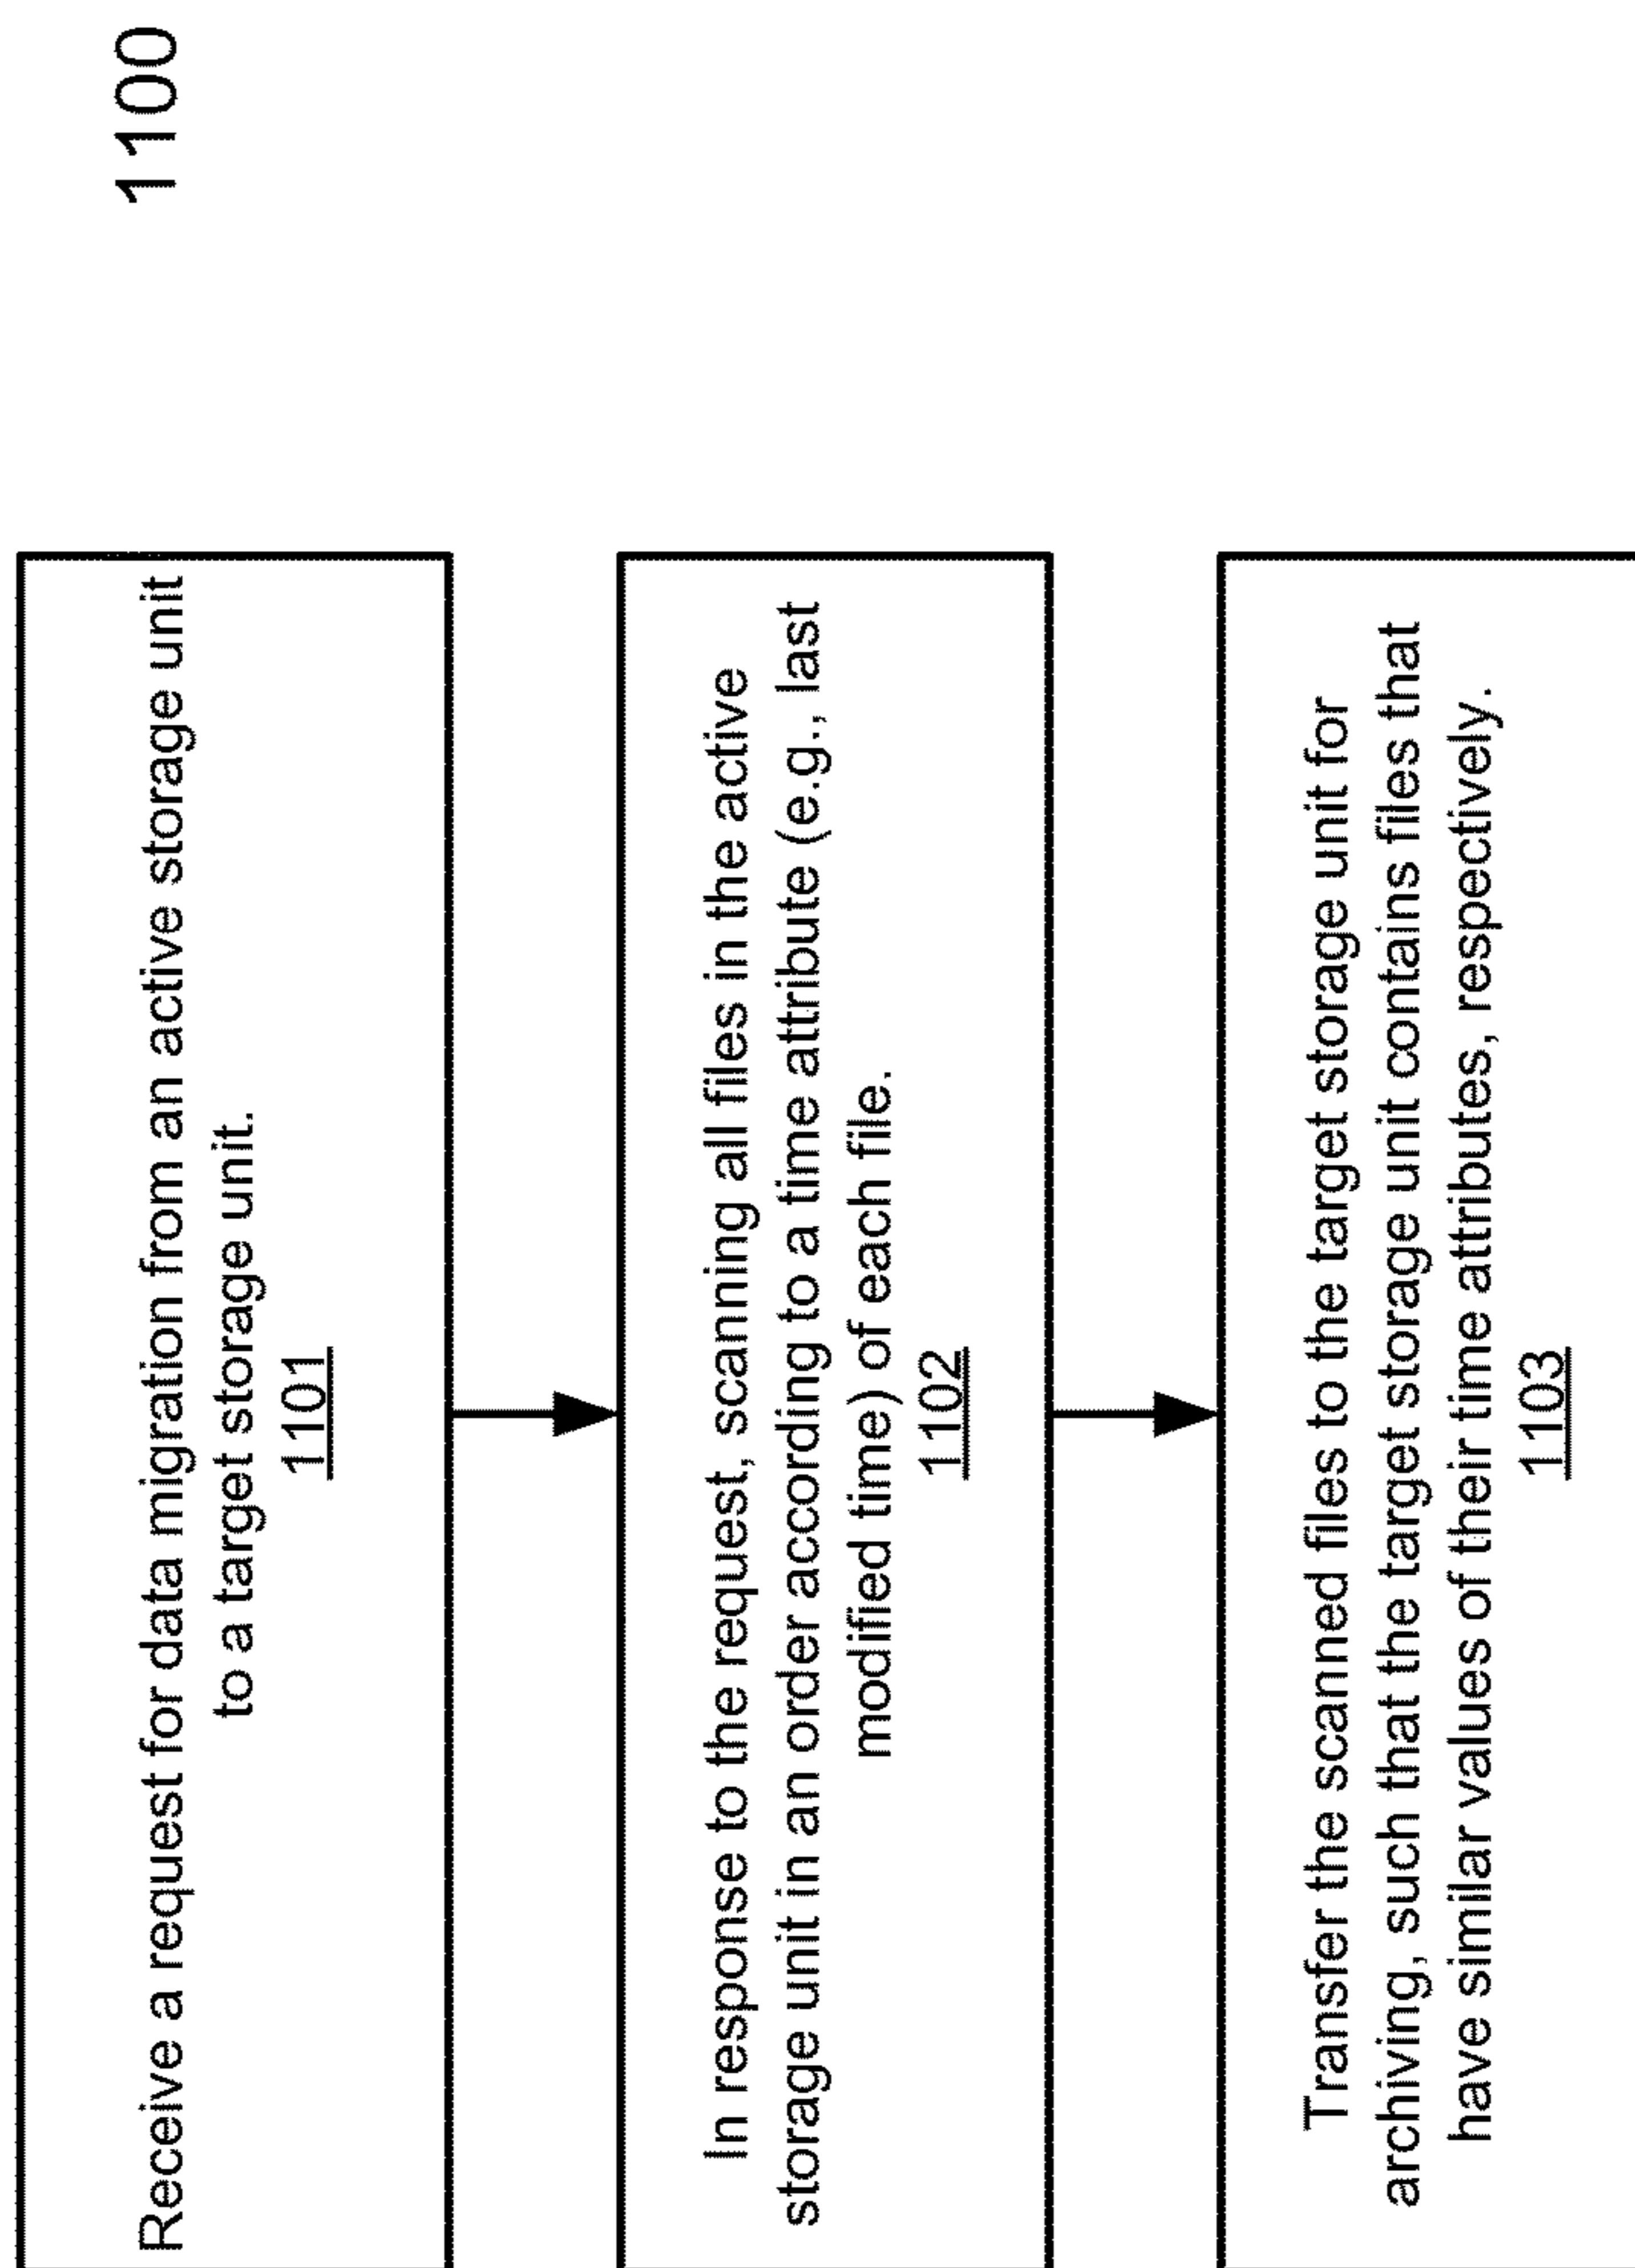 1100
Receive a request for data migration from an active storage unit
to a target storage unit.
1101
In response to the request, scanning all files in the active
storage unit in an order according to a time attribute (e.g., last
modified time) of each file.
1102
Transfer the scanned files to the target storage unit for
archiving, such that the target storage unit contains files that
have similar values of their time attributes, respectively.
1103